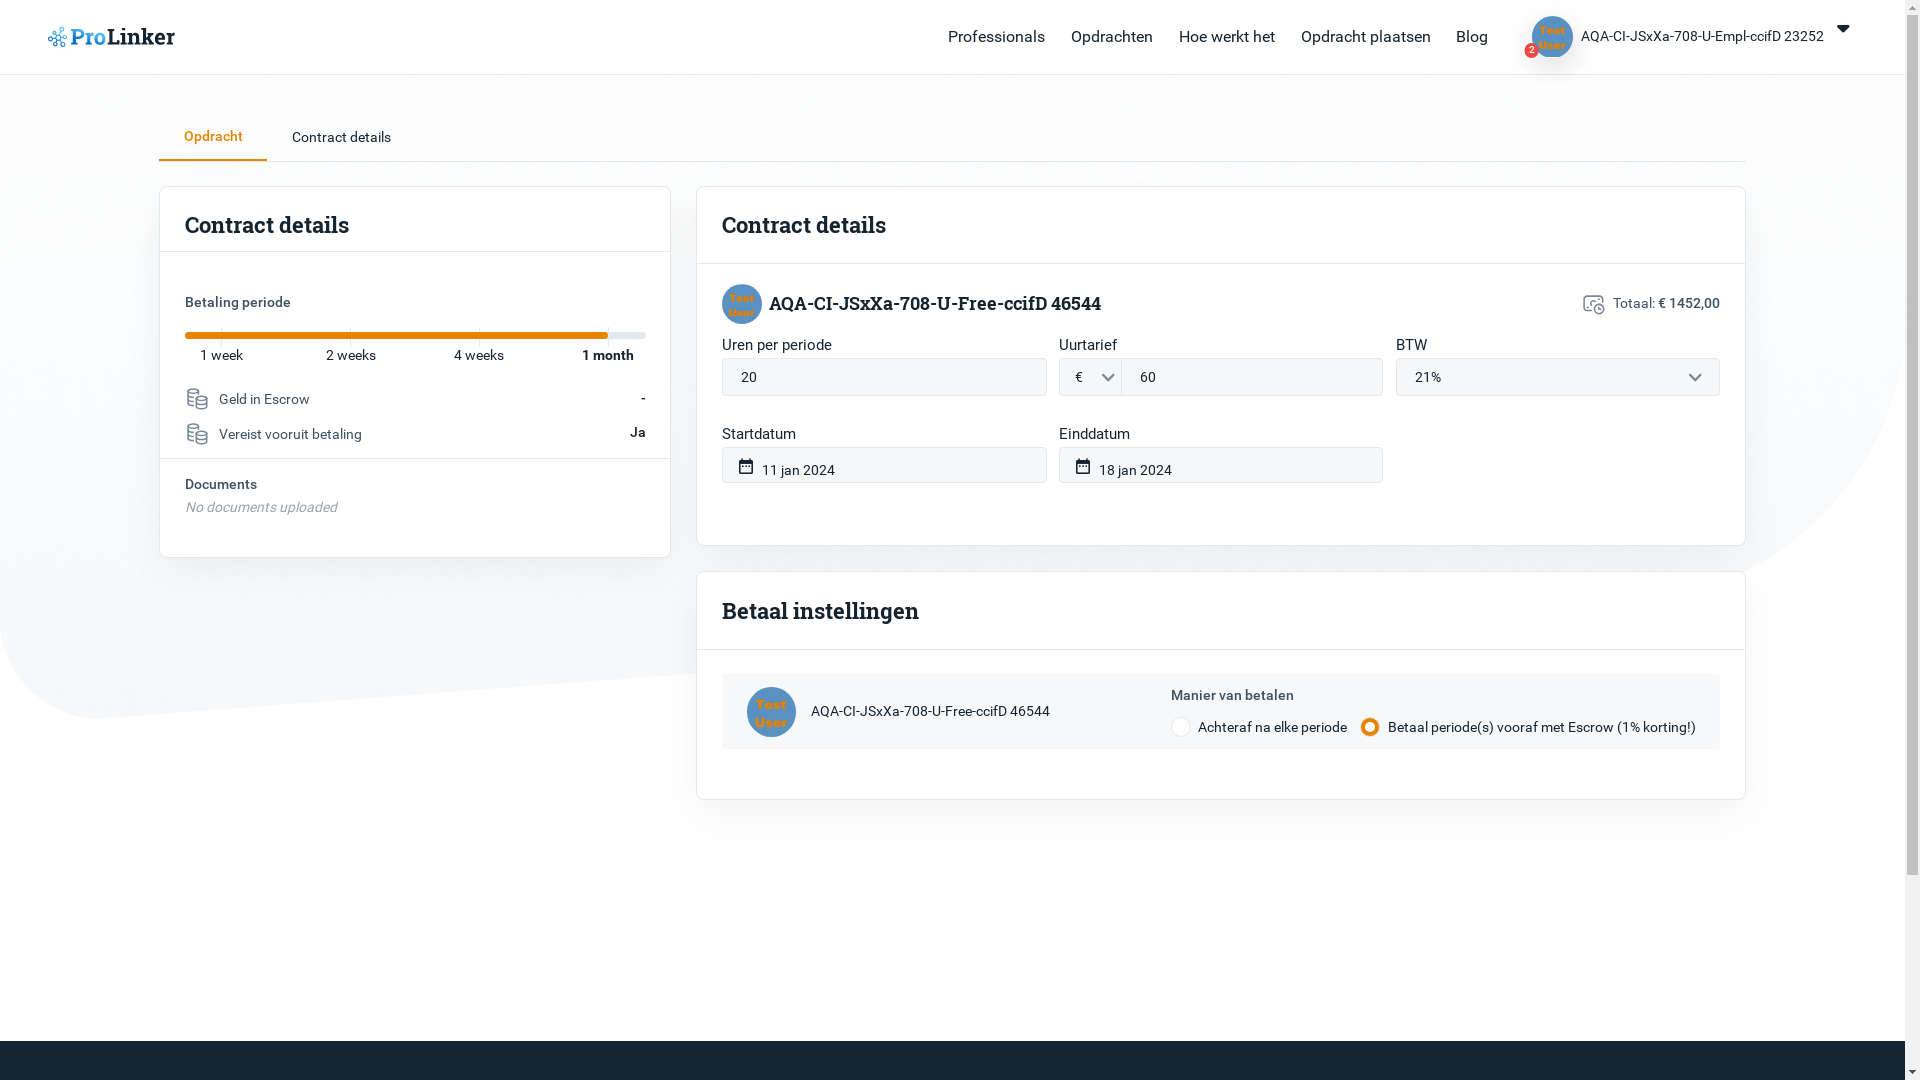 ProLinker
Professionals
Opdrachten
Hoe werkt het
Opdracht plaatsen
Blog
Test
User
2
AQA-CI-JSxXa-708-U-Empl-ccifD 23252
Opdracht
Contract details
Contract details
Betaling periode
1 week
2 weeks
4 weeks
1 month
Geld in Escrow
-
Vereist vooruit betaling
Ja
Documents
No documents uploaded
Contract details
Test
User
AQA-CI-JSxXa-708-U-Free-ccifD 46544
Totaal: € 1452,00
Uren per periode
Uurtarief
BTW
20
€
60
21%
Startdatum
Einddatum
11 jan 2024
18 jan 2024
Betaal instellingen
Test
User
AQA-CI-JSxXa-708-U-Free-ccifD 46544
Manier van betalen
Achteraf na elke periode
Betaal periode(s) vooraf met Escrow (1% korting!)